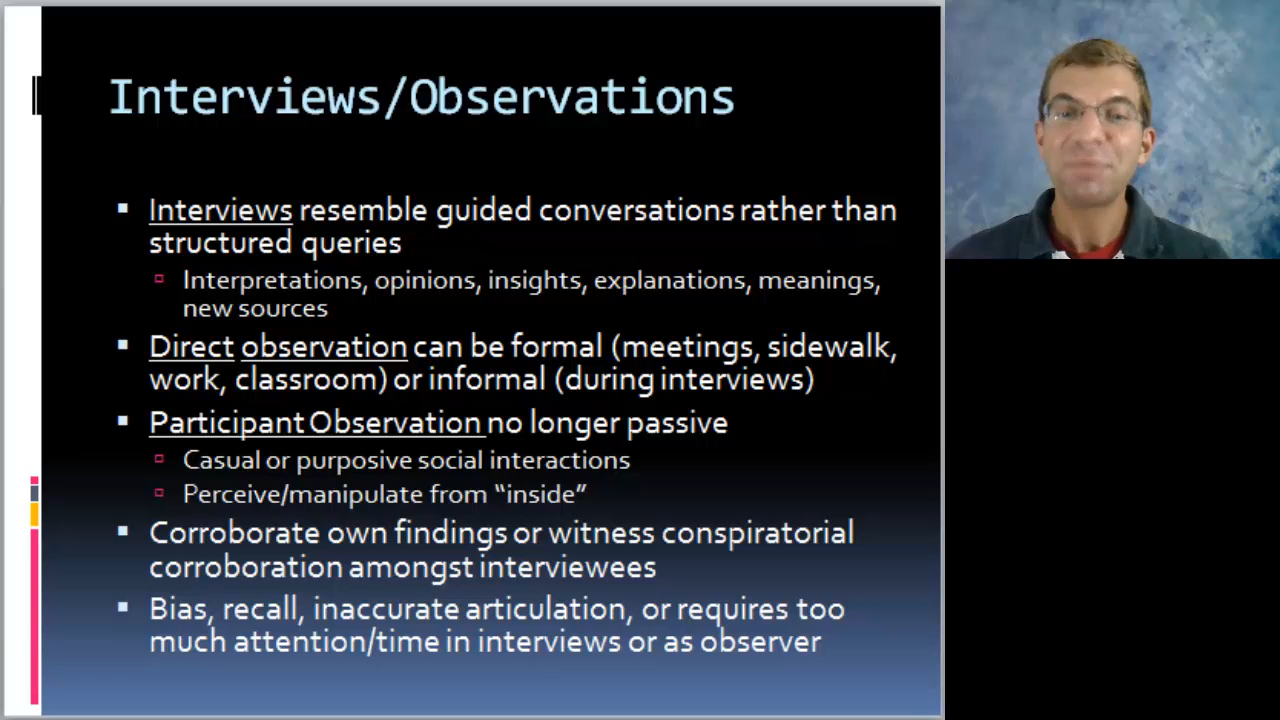 Interviews/Observations
Interviews resemble guided conversations rather than
structured queries
Interpretations, opinions, insights, explanations, meanings,
new sources
Direct observation can be formal (meetings, sidewalk,
work, classroom) or informal (during interviews)
Participant Observation no longer passive
Casual or purposive social interactions
Perceive/manipulate from “inside”
Corroborate own findings or witness conspiratorial
corroboration amongst interviewees
Bias, recall, inaccurate articulation, or requires too
much attention/time in interviews or as observer